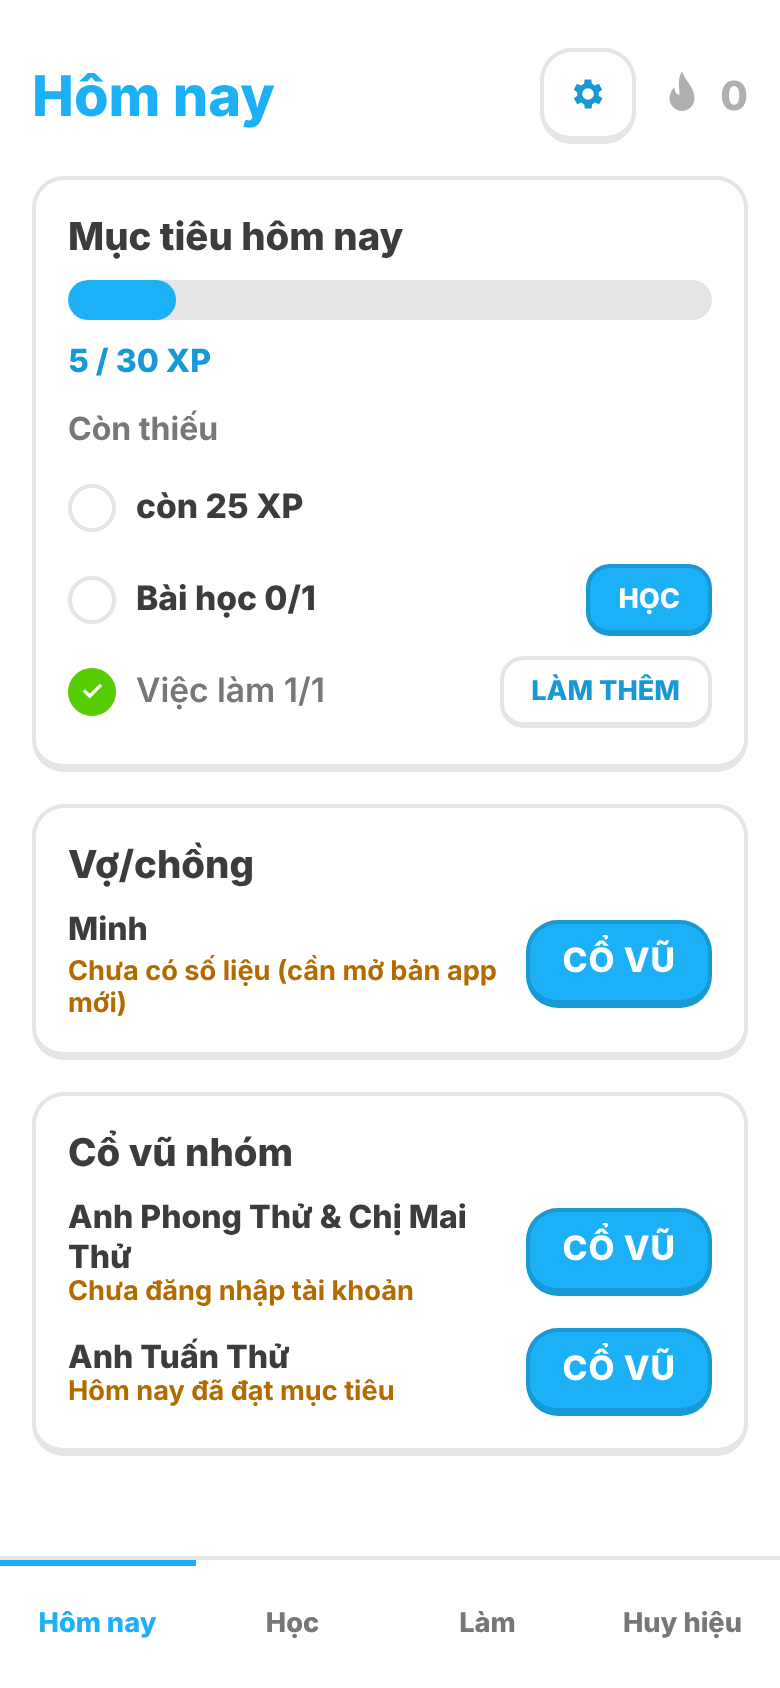 Hôm nay
0
Mục tiêu hôm nay
5 / 30 XP
Còn thiếu
còn 25 XP
Bài học 0/1
HỌC
Việc làm 1/1
LÀM THÊM
Vợ/chồng
Minh
Chưa có số liệu (cần mở bản app
mới)
CỔ VŨ
Cổ vũ nhóm
Anh Phong Thử & Chị Mai
Thử
Chưa đăng nhập tài khoản
CỔ VŨ
Anh Tuấn Thử
Hôm nay đã đạt mục tiêu
CỔ VŨ
Hôm nay
Học
Làm
Huy hiệu